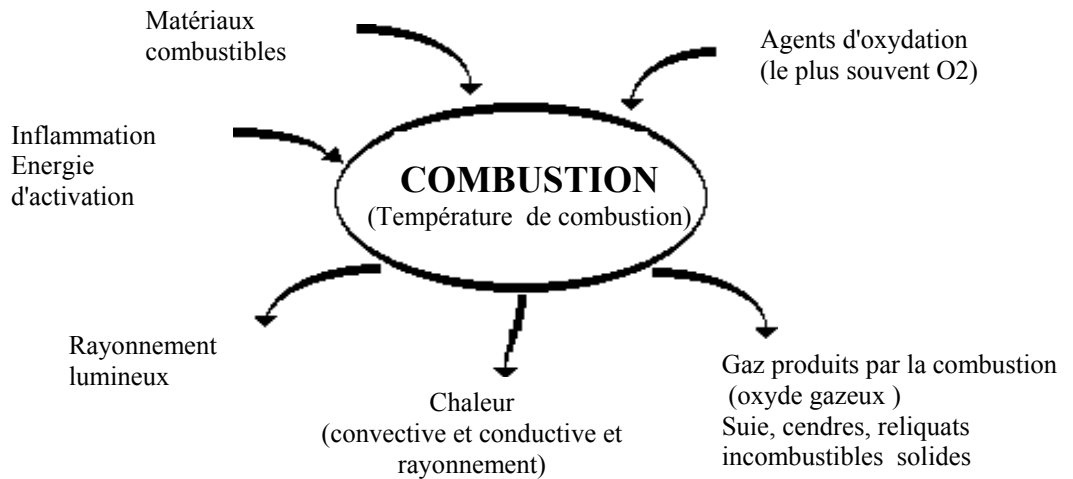 Matériaux
combustibles
Agents d'oxydation
(le plus souvent O2)
Inflammation
Energie
d'activation
COMBUSTION
(Température de combustion)
Rayonnement
lumineux
Chaleur
(convective et conductive et
rayonnement)
Gaz produits par la combustion
(oxyde gazeux )
Suie, cendres, reliquats
incombustibles solides